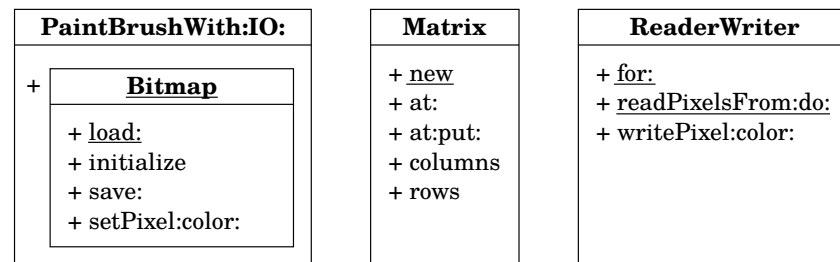 PaintBrushWith:IO:
+ Bitmap
+ load:
+ initialize
+ save:
+ setPixel:color:
Matrix
+ new
+ at:
+ at:put:
+ columns
+ rows
ReaderWriter
+ for:
+ readPixelsFrom:do:
+ writePixel:color: